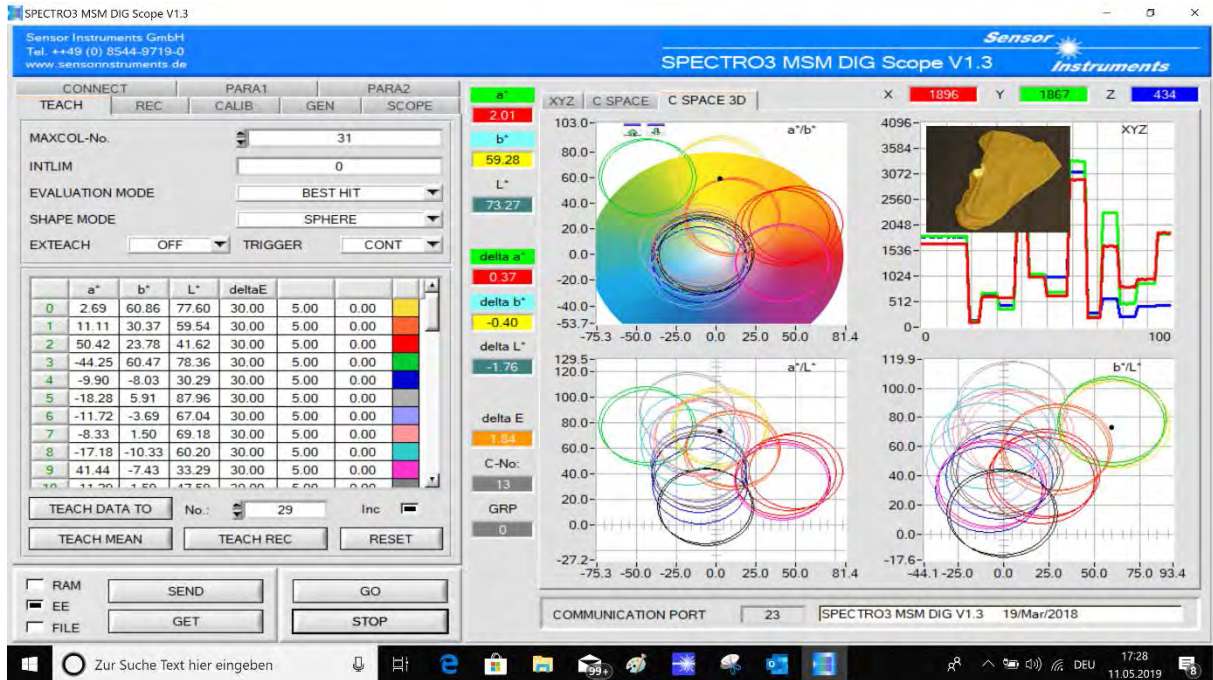 SPECTRO3 MSM DIG Scope V1.3
Sensor Instruments GmbH
Tel. ++49 (0) 8544-9719-0
www.sensorinstruments.de
SPECTRO3 MSM DIG Scope V1.3
Sensor Instruments
CONNECT PARA1 PARA2
TEACH REC CALIB GEN SCOPE
MAXCOL-No. 31
INTLIM 0
EVALUATION MODE BEST HIT
SHAPE MODE SPHERE
EXTEACH OFF TRIGGER CONT
a* b* L* deltaE
0 2.69 60.86 77.60 30.00 5.00 0.00
1 11.11 30.37 59.54 30.00 5.00 0.00
2 50.42 23.78 41.62 30.00 5.00 0.00
3 -44.25 60.47 78.36 30.00 5.00 0.00
4 -9.90 -8.03 30.29 30.00 5.00 0.00
5 -18.28 5.91 87.96 30.00 5.00 0.00
6 -11.72 -3.69 67.04 30.00 5.00 0.00
7 -8.33 1.50 69.18 30.00 5.00 0.00
8 -17.18 -10.33 60.20 30.00 5.00 0.00
9 41.44 -7.43 33.29 30.00 5.00 0.00
TEACH DATA TO No.: 29 Inc
TEACH MEAN TEACH REC RESET
RAM
EE
FILE
SEND GO
GET STOP
a*
2.01
b*
59.28
L*
73.27
delta a*
0.37
delta b*
-0.40
delta L*
-1.76
delta E
1.84
C-No:
13
GRP
0
XYZ C SPACE C SPACE 3D
X 1896 Y 1867 Z 434
a*/b*
103.0
80.0
60.0
40.0
20.0
0.0
-20.0
-40.0
-53.7
-75.3 -50.0 -25.0 0.0 25.0 50.0 81.4
XYZ
4096
3584
3072
2560
2048
1536
1024
512
0
0 100
a*/L*
129.5
120.0
100.0
80.0
60.0
40.0
20.0
0.0
-27.2
-75.3 -50.0 -25.0 0.0 25.0 50.0 81.4
b*/L*
119.9
100.0
80.0
60.0
40.0
20.0
0.0
-17.6
-44.1 -25.0 0.0 25.0 50.0 75.0 93.4
COMMUNICATION PORT 23 SPECTRO3 MSM DIG V1.3 19/Mar/2018
Zur Suche Text hier eingeben
99+
DEU
17:28
11.05.2019
8